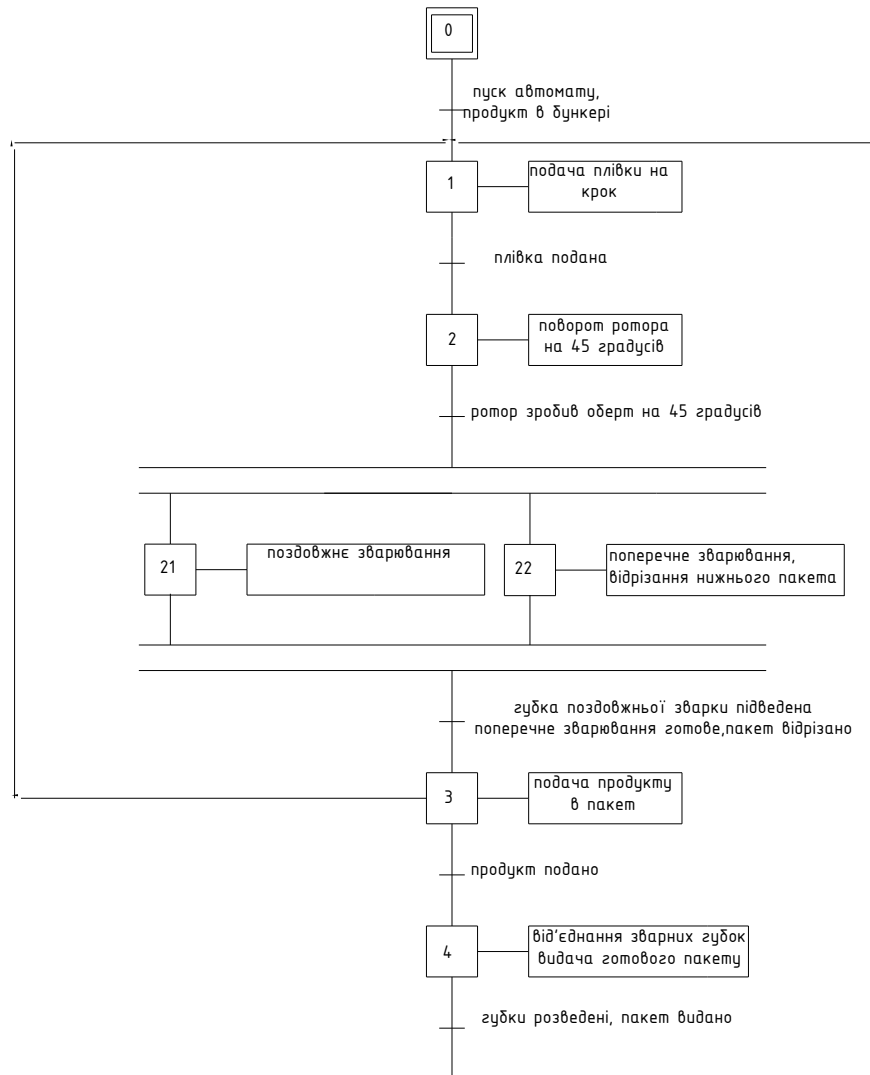 0
пуск автомату,
продукт в бункері
1
подача плівки на
крок
плівка подана
2
поворот ротора
на 45 градусів
ротор зробив оберт на 45 градусів
21
поздовжнє зварювання
22
поперечне зварювання,
відрізання нижнього пакета
губка поздовжньої зварки підведена
поперечне зварювання готове,пакет відрізано
3
подача продукту
в пакет
продукт подано
4
від'єднання зварних губок
видача готового пакету
губки розведені, пакет видано